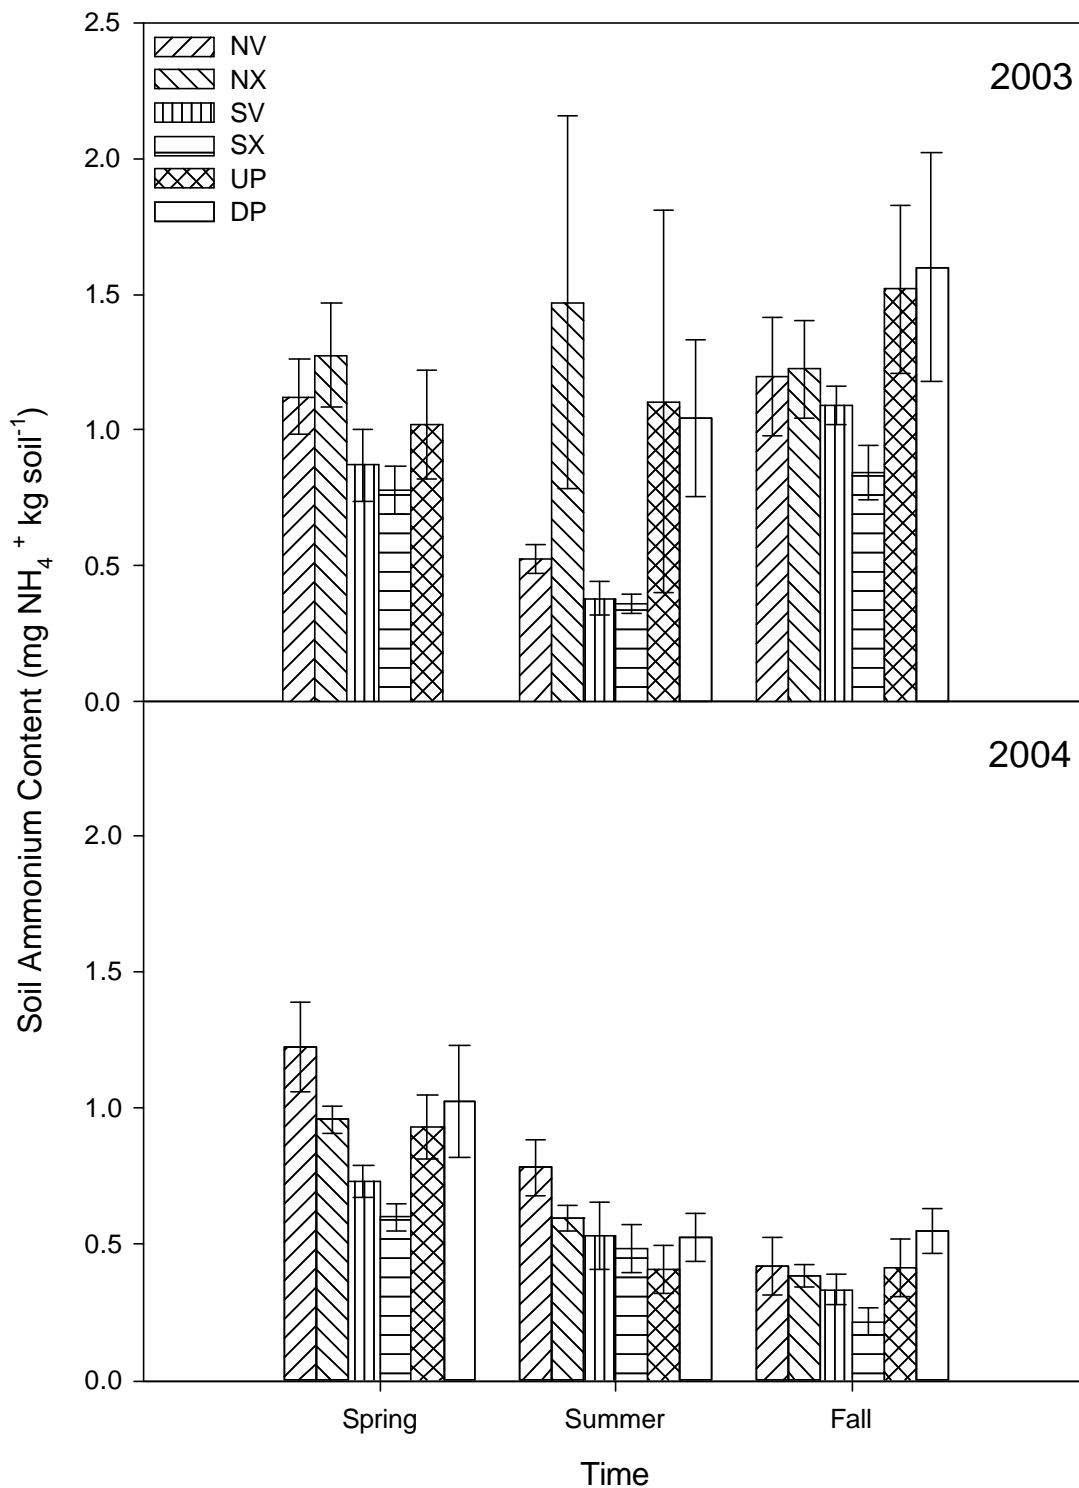 2.5
NV
NX
SV
SX
UP
DP
2003
2.0
1.5
1.0
0.5
0.0
Soil Ammonium Content (mg NH₄⁺ kg soil⁻¹)
2004
2.0
1.5
1.0
0.5
0.0
Spring Summer Fall
Time